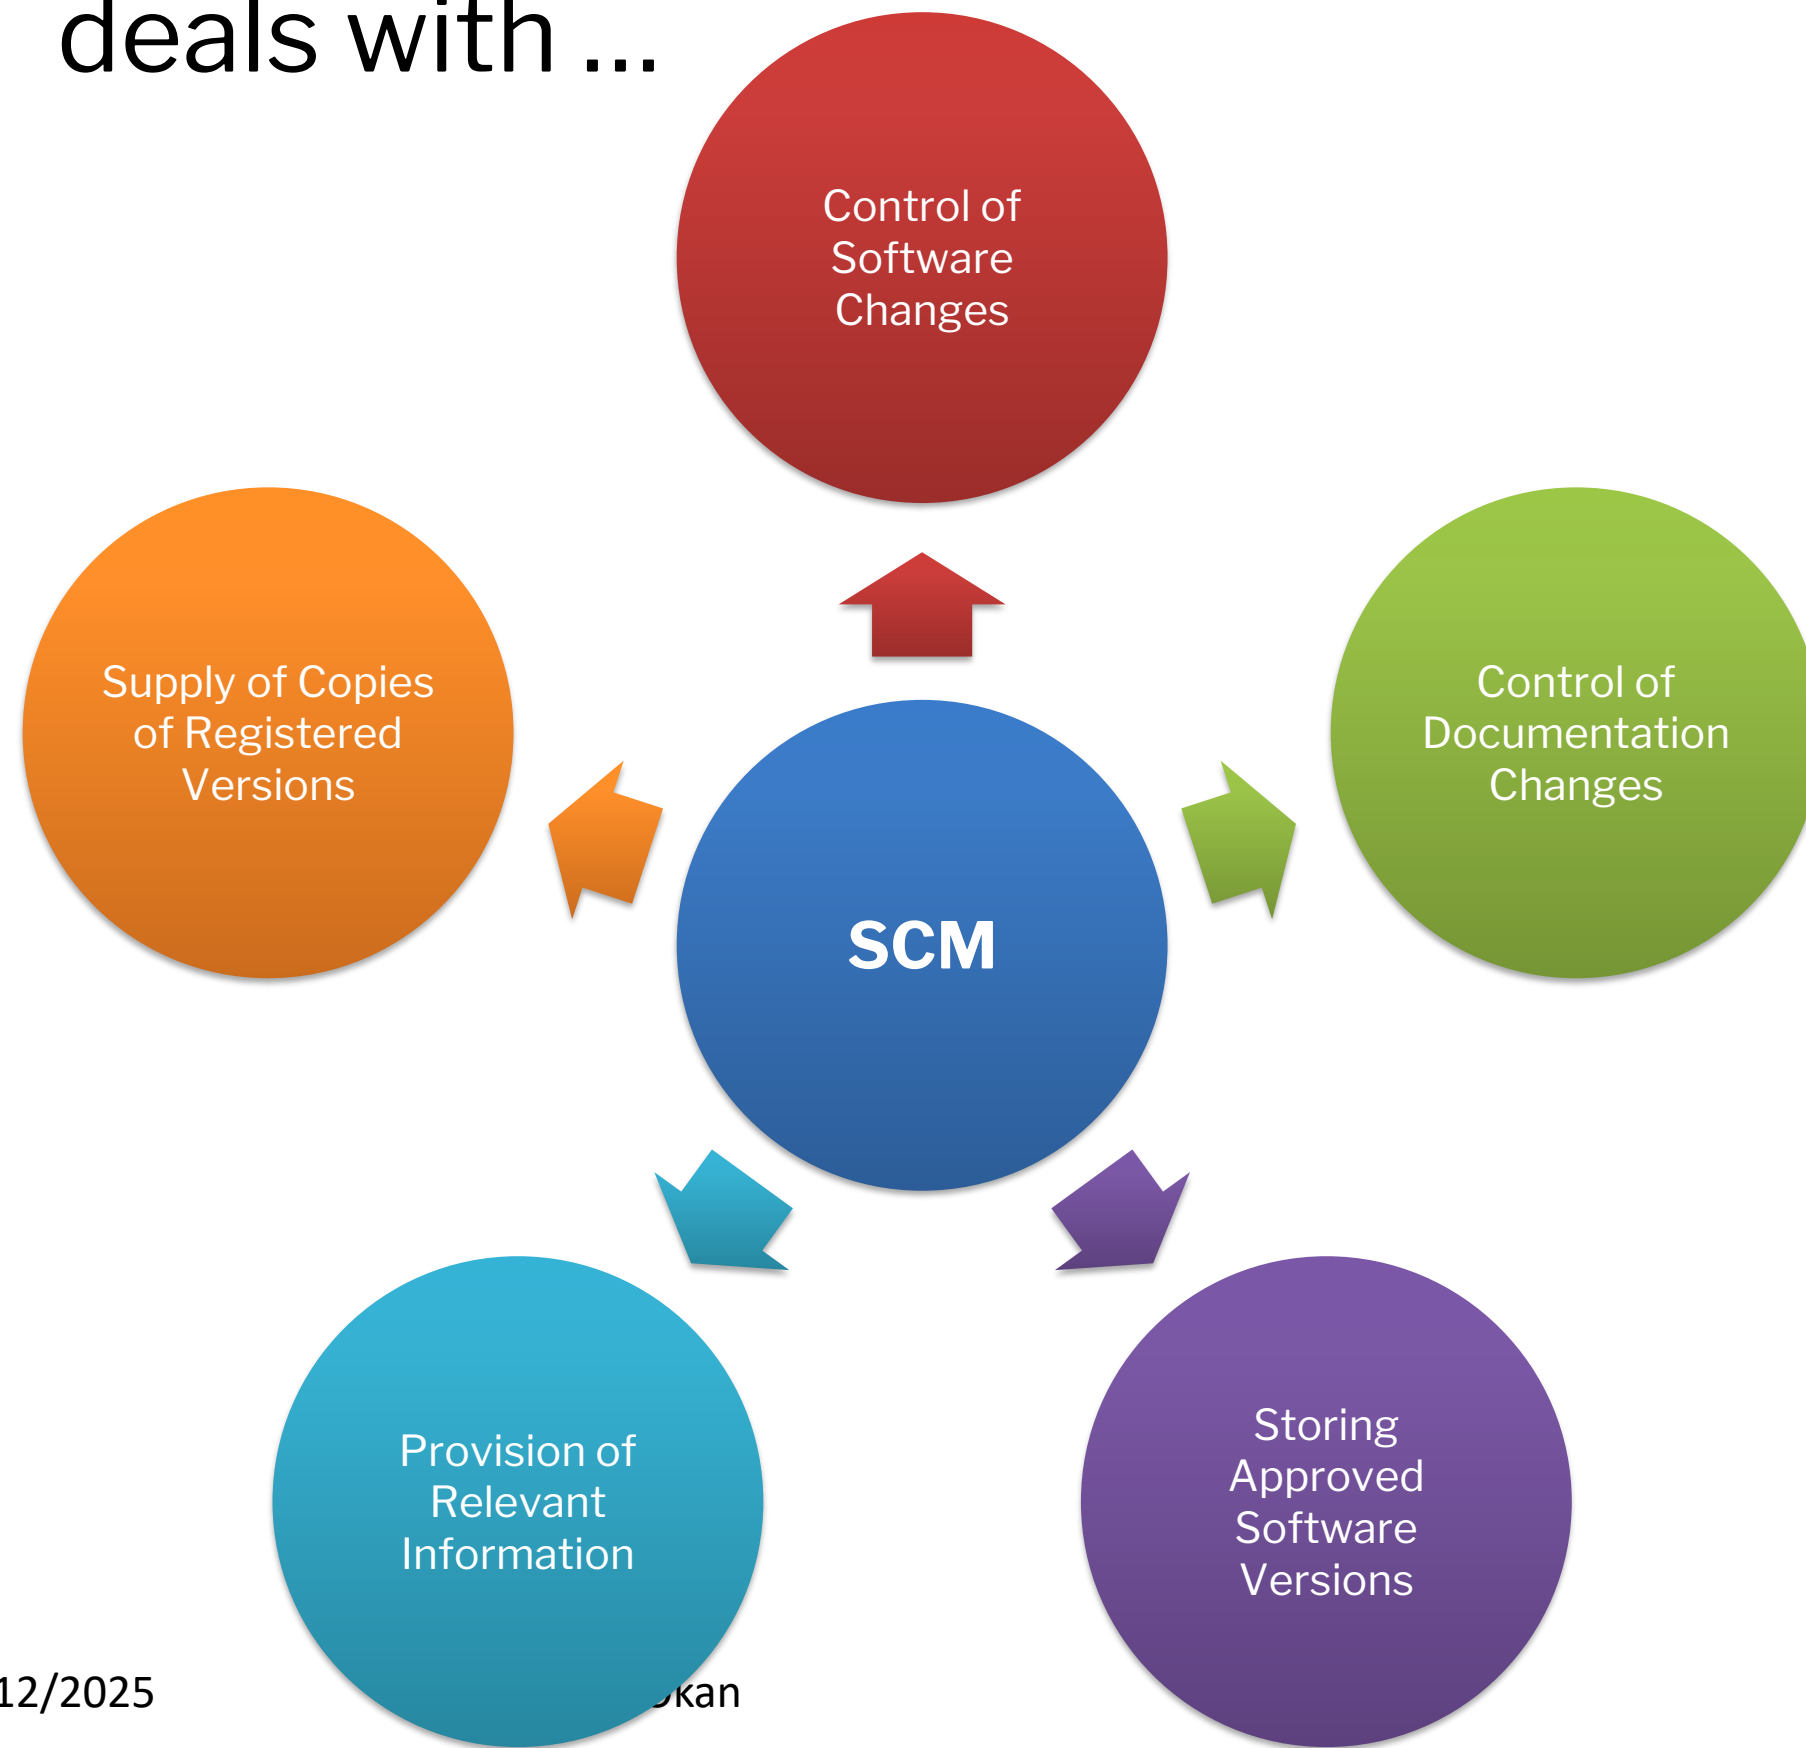 deals with ...
Control of
Software
Changes
Supply of Copies
of Registered
Versions
Control of
Documentation
Changes
SCM
Provision of
Relevant
Information
Storing
Approved
Software
Versions
12/2025